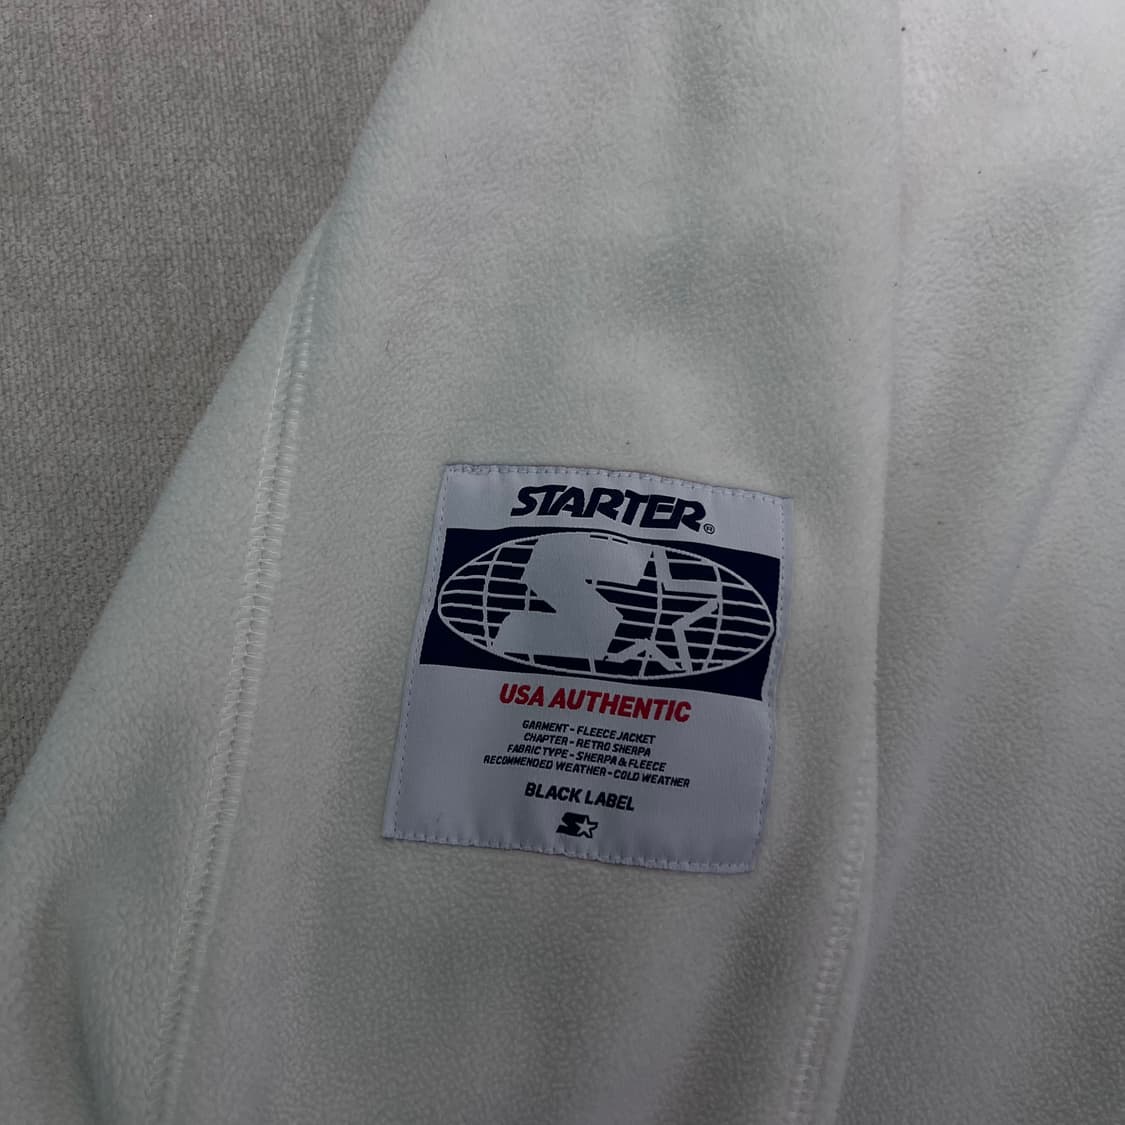 STARTER®
USA AUTHENTIC
GARMENT - FLEECE JACKET
CHAPTER - RETRO SHERPA
FABRIC TYPE - SHERPA & FLEECE
RECOMMENDED WEATHER - COLD WEATHER
BLACK LABEL